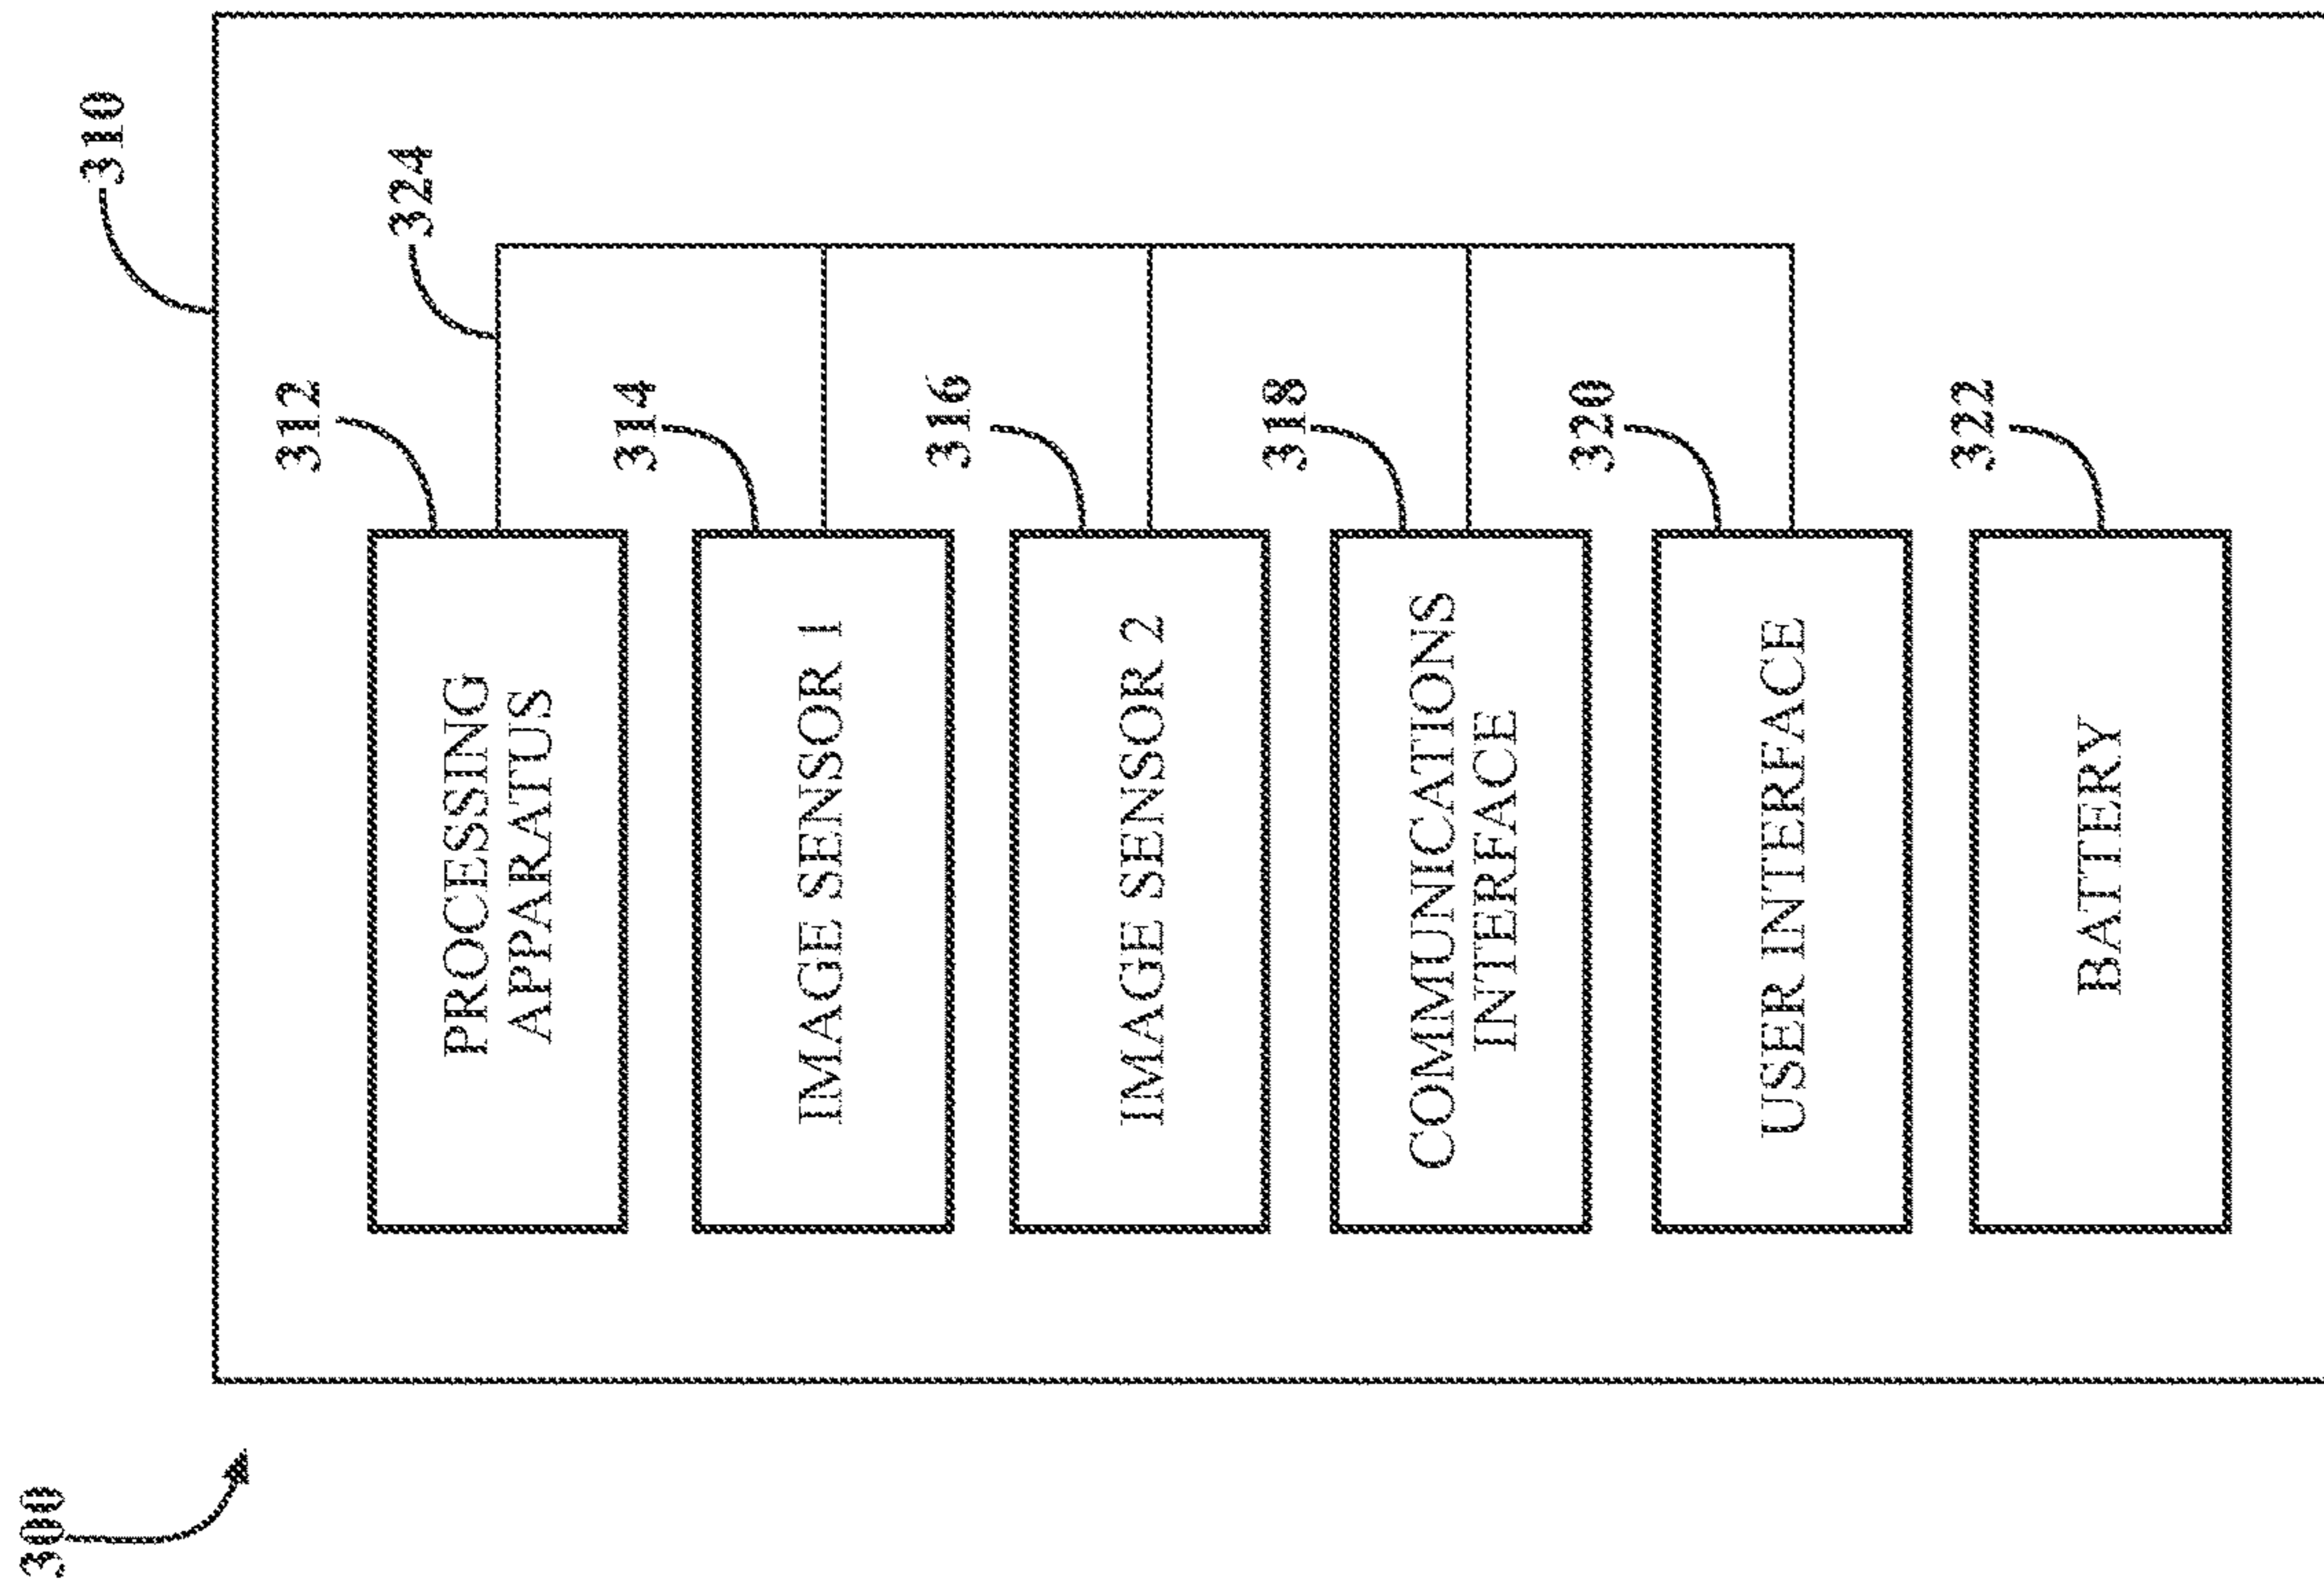 300
310
324
312
PROCESSING
APPARATUS
314
IMAGE SENSOR 1
316
IMAGE SENSOR 2
318
COMMUNICATIONS
INTERFACE
320
USER INTERFACE
322
BATTERY